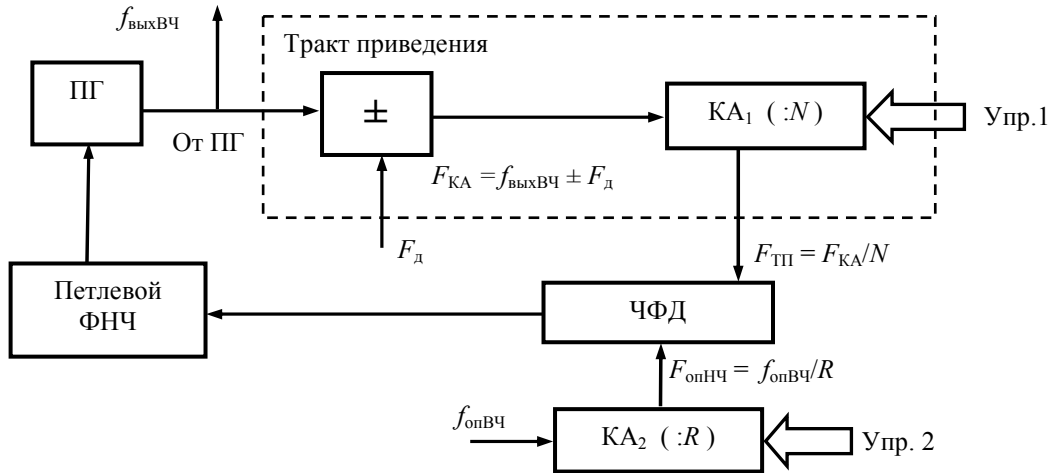 f выхВЧ
Тракт приведения
ПГ
±
КА1 ( :N )
Упр.1
От ПГ
FКА = fвыхВЧ ± Fд
Fд
FТП = FКА/N
Петлевой
ФНЧ
ЧФД
FопНЧ = fопВЧ/R
fопВЧ
КА2 ( :R )
Упр. 2